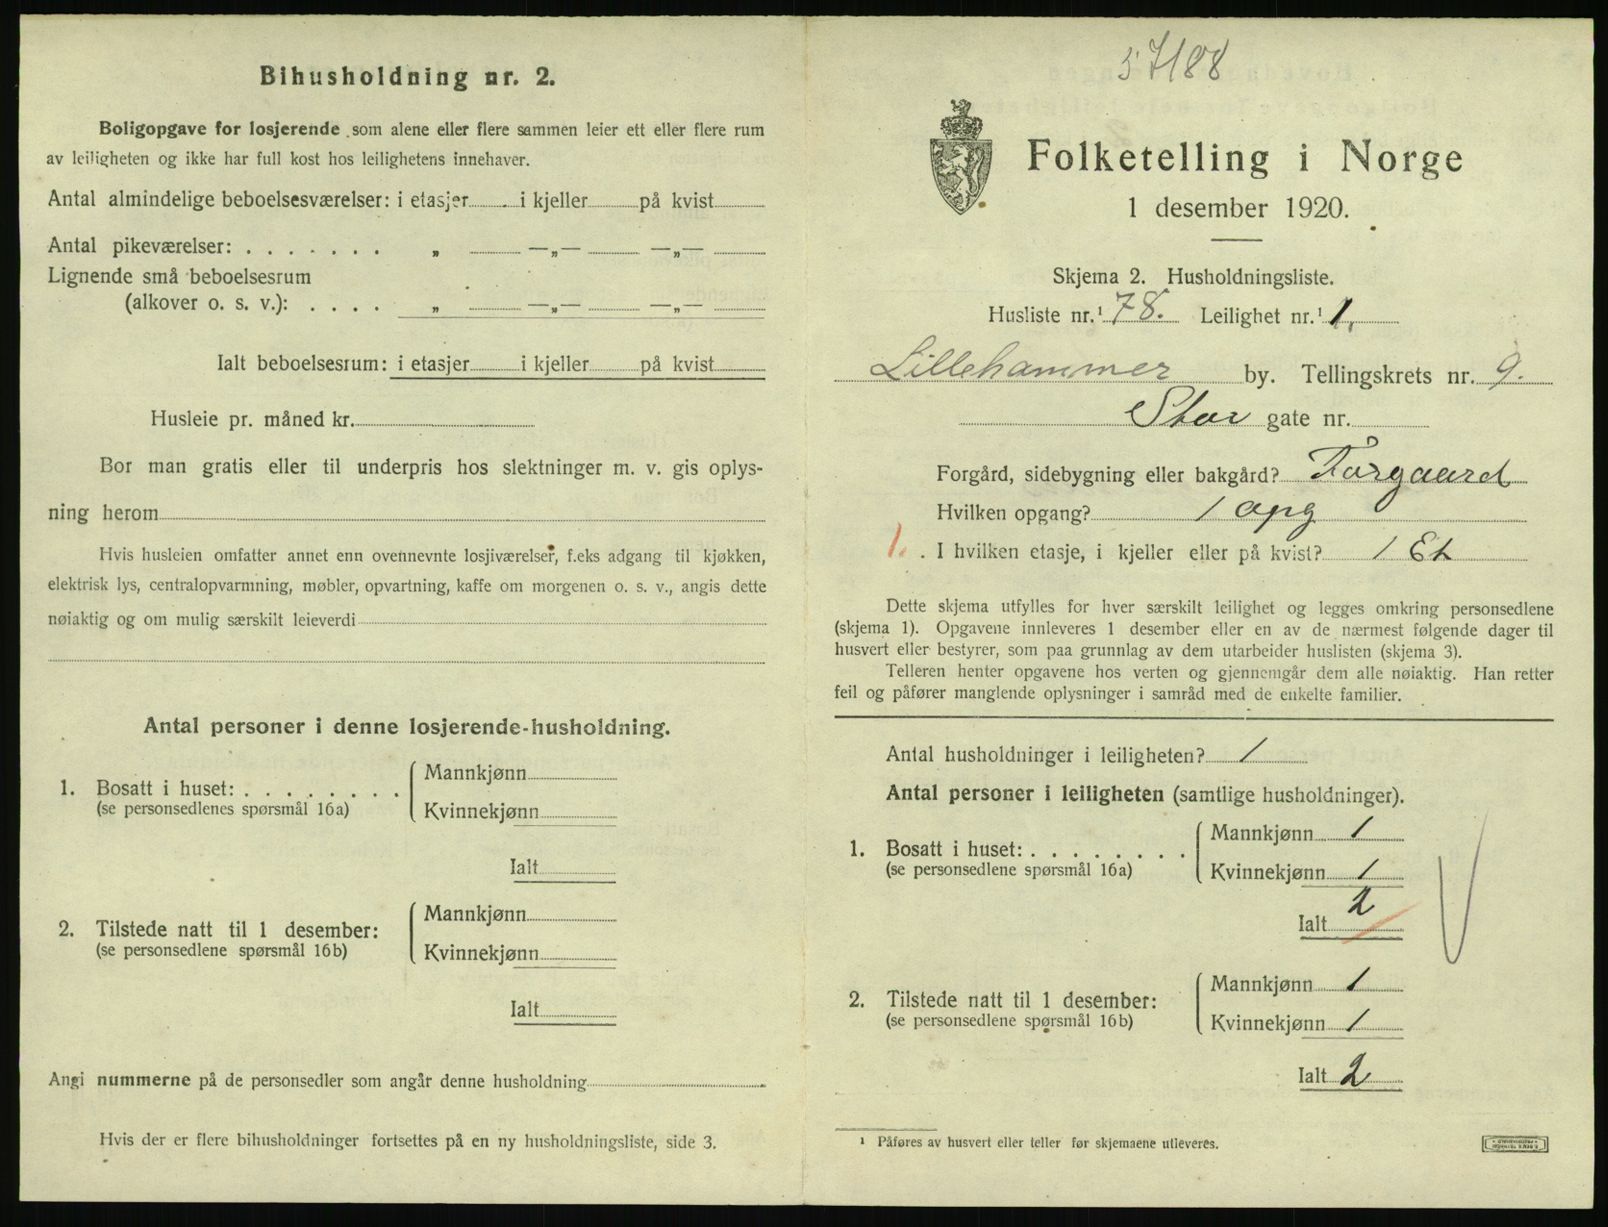 Bihusholdning nr. 2.
Boligopgave for losjerende som alene eller flere sammen leier ett eller flere rum
av leiligheten og ikke har full kost hos leilighetens innehaver.
Antal almindelige beboelsesværelser: i etasjer i kjeller på kvist
Antal pikeværelser: . . . . . . . „ —„— —„—
Lignende små beboelsesrum
(alkover o. s. v.): . . . . „ —„— —„—
Ialt beboelsesrum: i etasjer i kjeller på kvist
Husleie pr. måned kr.
Bor man gratis eller til underpris hos slektninger m. v. gis oplys-
ning herom
Hvis husleien omfatter annet enn ovennevnte losjiværelser, f.eks adgang til kjøkken,
elektrisk lys, centralopvarmning, møbler, opvartning, kaffe om morgenen o. s. v., angis dette
nøiaktig og om mulig særskilt leieverdi
Antal personer i denne losjerende-husholdning.
1. Bosatt i huset: . . . . . . . . Mannkjønn
(se personsedlenes spørsmål 16a) Kvinnekjønn
Ialt
2. Tilstede natt til 1 desember: Mannkjønn
(se personsedlene spørsmål 16b) Kvinnekjønn
Ialt
Angi nummerne på de personsedler som angår denne husholdning
Hvis der er flere bihusholdninger fortsettes på en ny husholdningsliste, side 3.
57188
Folketelling i Norge
1 desember 1920.
Skjema 2. Husholdningsliste.
Husliste nr.¹ 78. Leilighet nr.¹ 1.
Lillehammer by. Tellingskrets nr. 9.
Stor gate nr.
Forgård, sidebygning eller bakgård? Forgaard
Hvilken opgang? 1 opg
1. . I hvilken etasje, i kjeller eller på kvist? 1 Et
Dette skjema utfylles for hver særskilt leilighet og legges omkring personsedlene
(skjema 1). Opgavene innleveres 1 desember eller en av de nærmest følgende dager til
husvert eller bestyrer, som paa grunnlag av dem utarbeider huslisten (skjema 3).
Telleren henter opgavene hos verten og gjennemgår dem alle nøiaktig. Han retter
feil og påfører manglende oplysninger i samråd med de enkelte familier.
Antal husholdninger i leiligheten? 1
Antal personer i leiligheten (samtlige husholdninger).
1. Bosatt i huset: . . . . . . . . Mannkjønn 1
(se personsedlene spørsmål 16a) Kvinnekjønn 1
Ialt 2
2. Tilstede natt til 1 desember: Mannkjønn 1
(se personsedlene spørsmål 16b) Kvinnekjønn 1
Ialt 2
¹ Påføres av husvert eller teller før skjemaene utleveres.